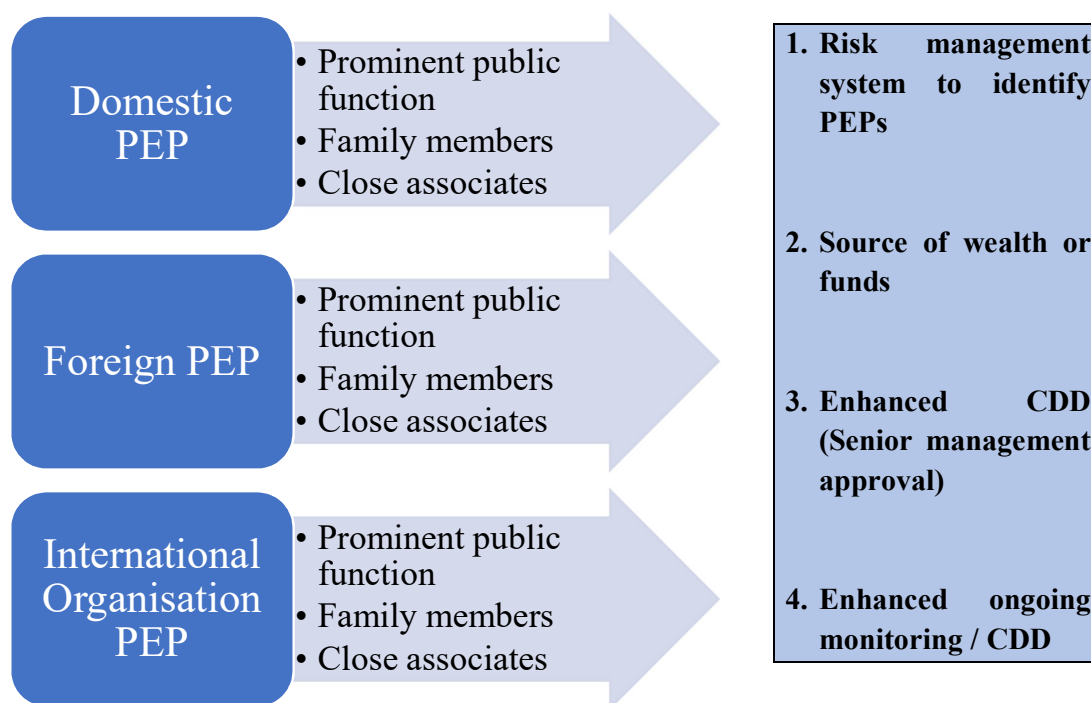 Domestic
PEP
• Prominent public
function
• Family members
• Close associates
Foreign PEP
• Prominent public
function
• Family members
• Close associates
International
Organisation
PEP
• Prominent public
function
• Family members
• Close associates
1. Risk management
system to identify
PEPs
2. Source of wealth or
funds
3. Enhanced CDD
(Senior management
approval)
4. Enhanced ongoing
monitoring / CDD